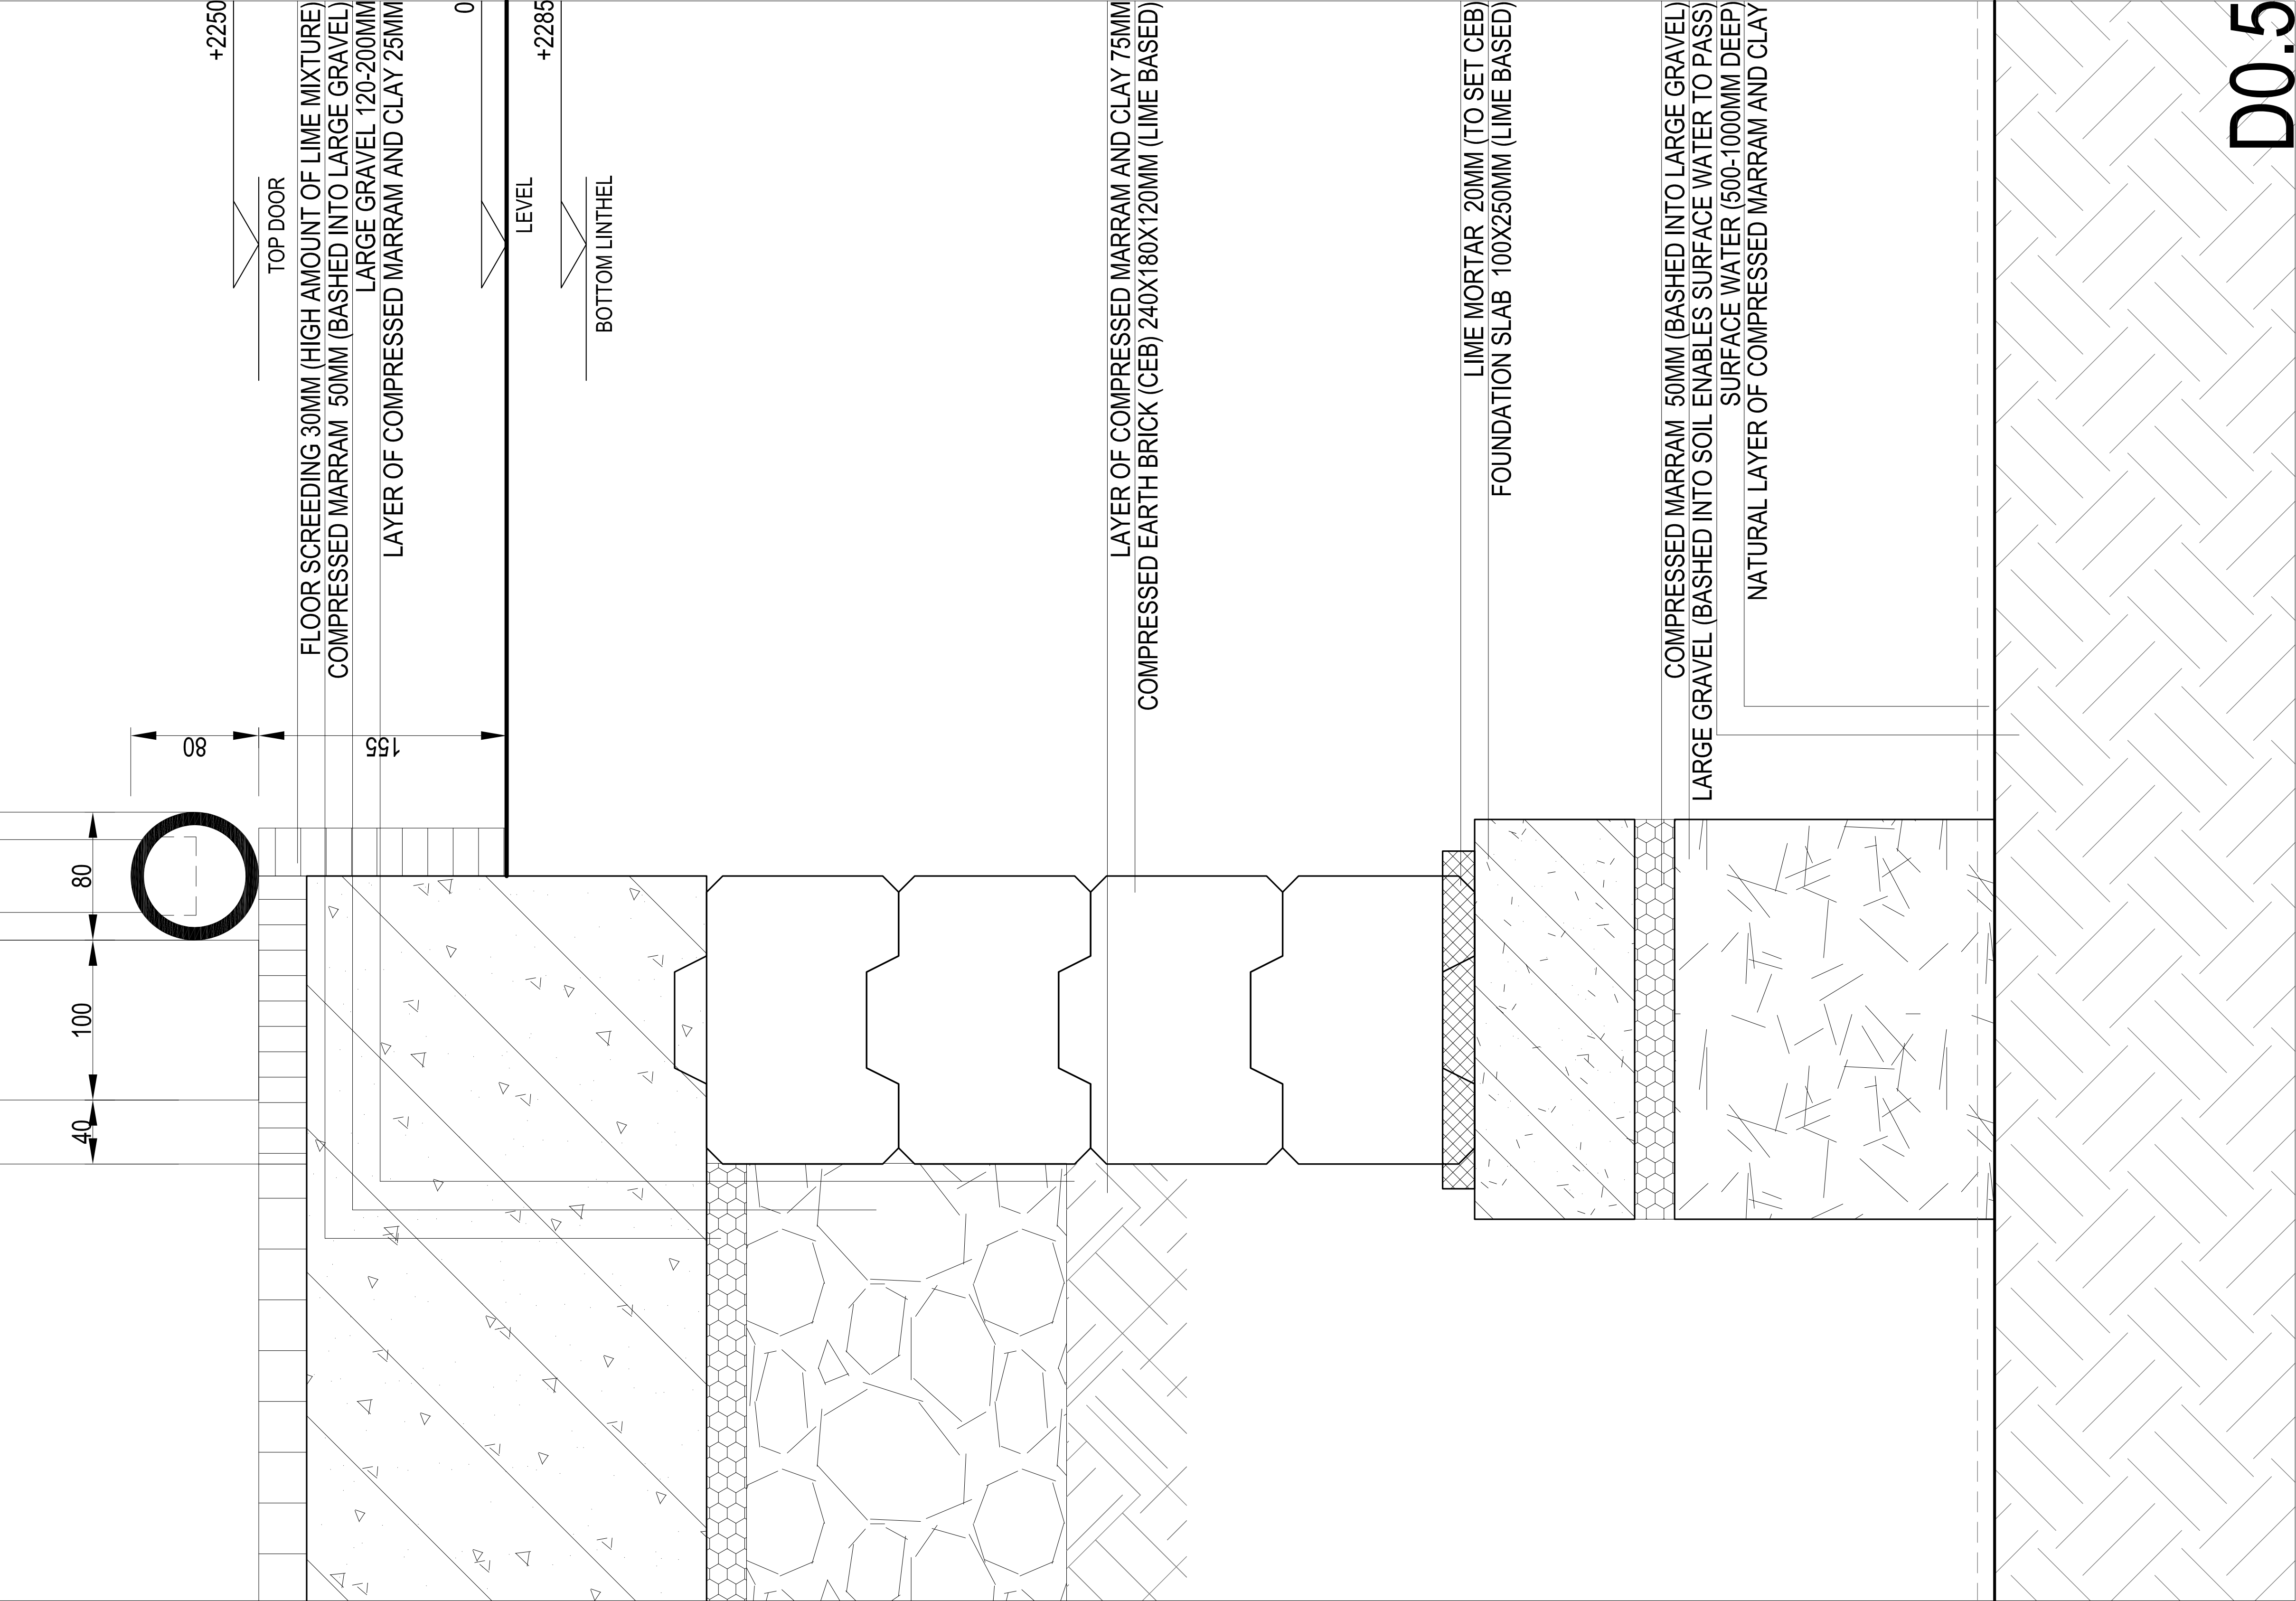 +2250
TOP DOOR
FLOOR SCREEDING 30MM (HIGH AMOUNT OF LIME MIXTURE)
COMPRESSED MARRAM 50MM (BASHED INTO LARGE GRAVEL)
LARGE GRAVEL 120-200MM
LAYER OF COMPRESSED MARRAM AND CLAY 25MM
0
LEVEL
+2285
BOTTOM LINTHEL
LAYER OF COMPRESSED MARRAM AND CLAY 75MM
COMPRESSED EARTH BRICK (CEB) 240X180X120MM (LIME BASED)
LIME MORTAR 20MM (TO SET CEB)
FOUNDATION SLAB 100X250MM (LIME BASED)
COMPRESSED MARRAM 50MM (BASHED INTO LARGE GRAVEL)
LARGE GRAVEL (BASHED INTO SOIL ENABLES SURFACE WATER TO PASS)
SURFACE WATER (500-1000MM DEEP)
NATURAL LAYER OF COMPRESSED MARRAM AND CLAY
D0.5
80
155
80
100
40